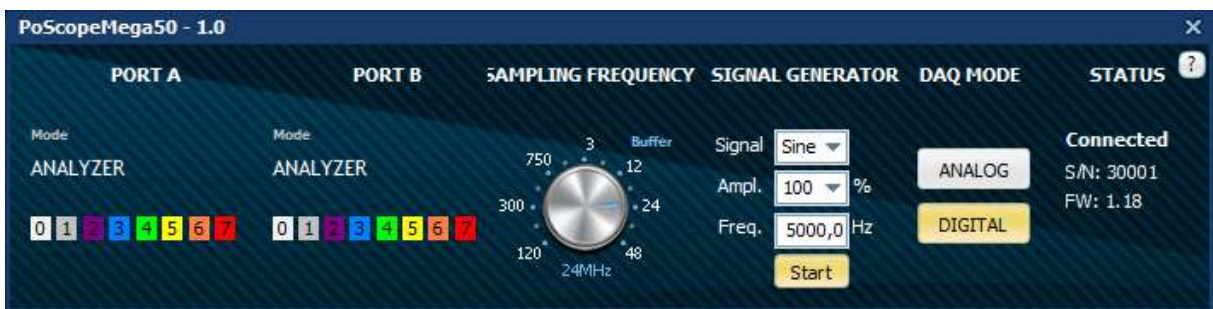 PoScopeMega50 - 1.0
PORT A PORT B SAMPLING FREQUENCY SIGNAL GENERATOR DAQ MODE STATUS ?
Mode
ANALYZER
0 1 2 3 4 5 6 7
Mode
ANALYZER
0 1 2 3 4 5 6 7
3 Buffer
750 12
300 24
120 48
24MHz
Signal Sine
Ampl. 100 %
Freq. 5000,0 Hz
Start
ANALOG
DIGITAL
Connected
S/N: 30001
FW: 1.18